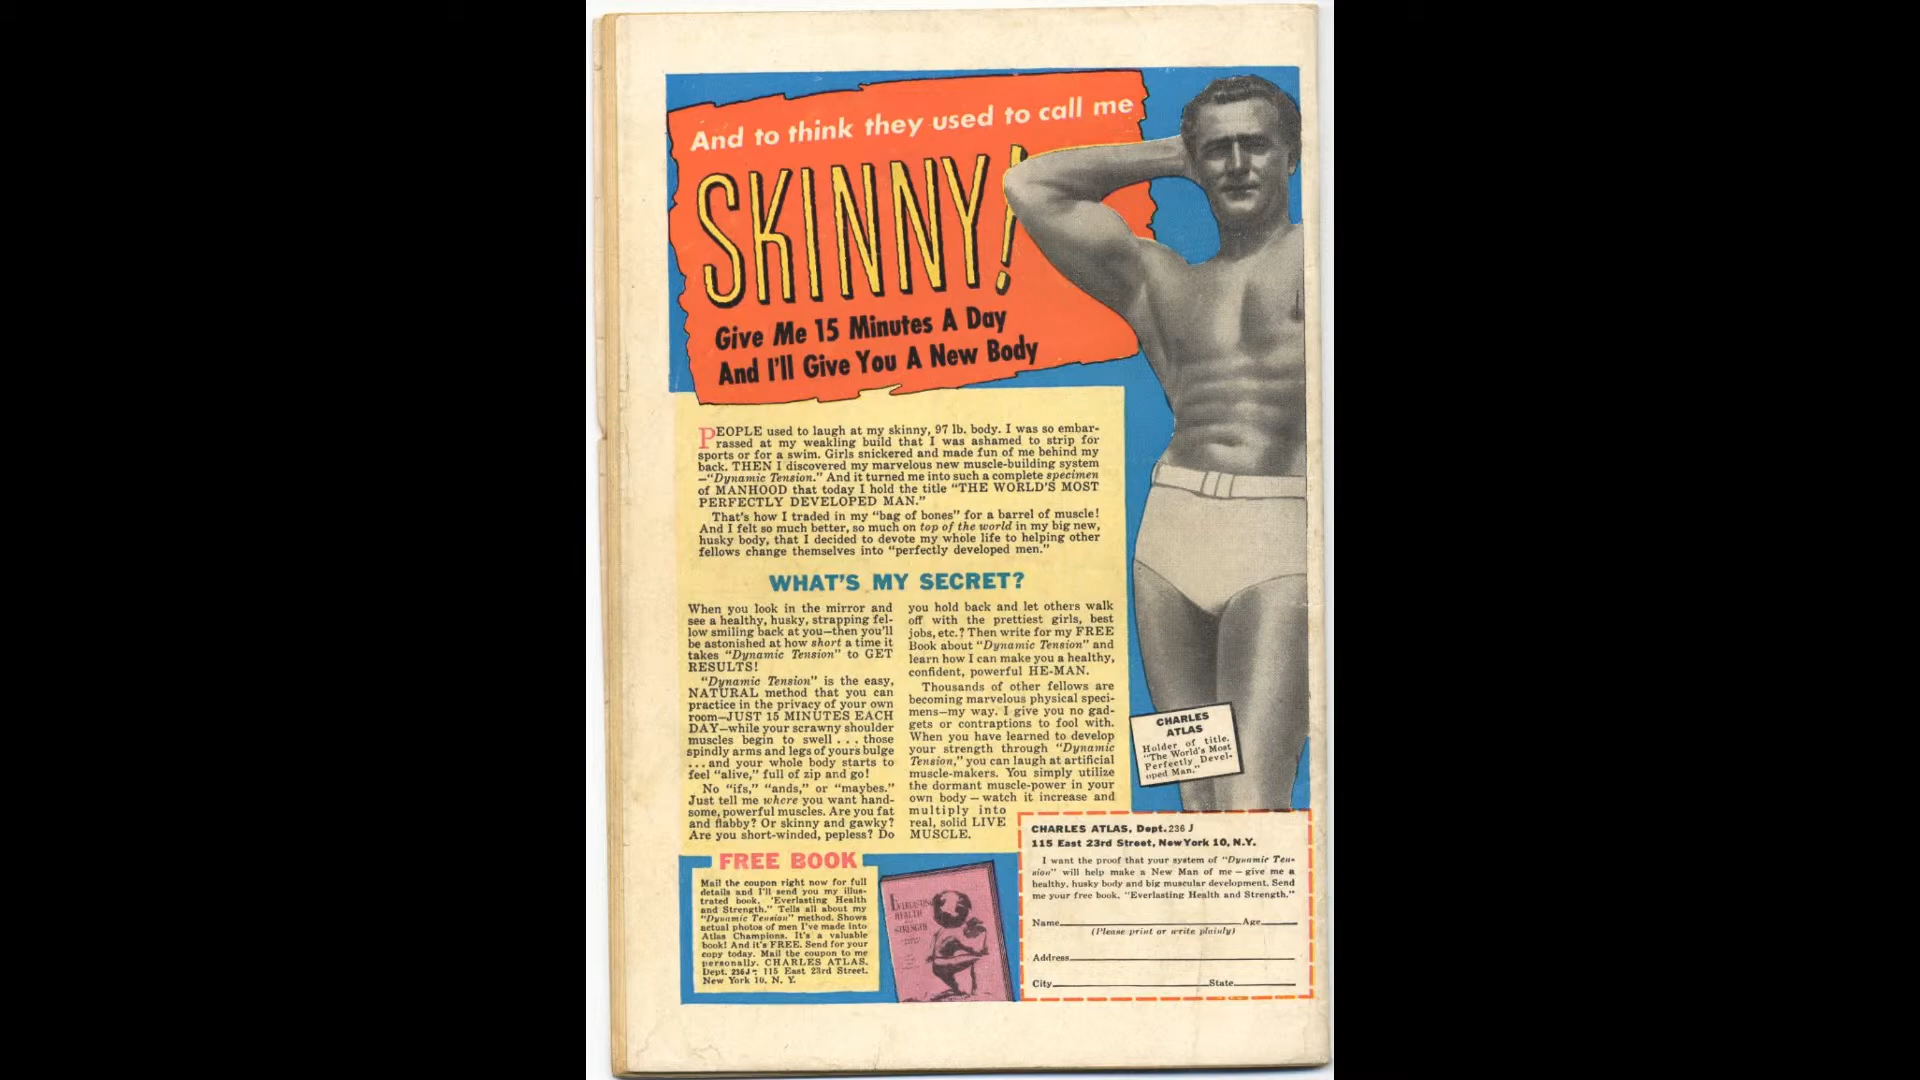 And to think they used to call me
SKINNY!
Give Me 15 Minutes A Day
And I'll Give You A New Body
PEOPLE used to laugh at my skinny, 97 lb. body. I was so embar-
rassed at my weakling build that I was ashamed to strip for
sports or for a swim. Girls snickered and made fun of me behind my
back. THEN I discovered my marvelous new muscle-building system
—"Dynamic Tension." And it turned me into such a complete specimen
of MANHOOD that today I hold the title "THE WORLD'S MOST
PERFECTLY DEVELOPED MAN."
That's how I traded in my "bag of bones" for a barrel of muscle!
And I felt so much better, so much on top of the world in my big new,
husky body, that I decided to devote my whole life to helping other
fellows change themselves into "perfectly developed men."
WHAT'S MY SECRET?
When you look in the mirror and
see a healthy, husky, strapping fel-
low smiling back at you—then you'll
be astonished at how short a time it
takes "Dynamic Tension" to GET
RESULTS!
"Dynamic Tension" is the easy,
NATURAL method that you can
practice in the privacy of your own
room—JUST 15 MINUTES EACH
DAY—while your scrawny shoulder
muscles begin to swell . . . those
spindly arms and legs of yours bulge
. . . and your whole body starts to
feel "alive," full of zip and go!
No "ifs," "ands," or "maybes."
Just tell me where you want hand-
some, powerful muscles. Are you fat
and flabby? Or skinny and gawky?
Are you short-winded, pepless? Do
you hold back and let others walk
off with the prettiest girls, best
jobs, etc.? Then write for my FREE
Book about "Dynamic Tension" and
learn how I can make you a healthy,
confident, powerful HE-MAN.
Thousands of other fellows are
becoming marvelous physical speci-
mens—my way. I give you no gad-
gets or contraptions to fool with.
When you have learned to develop
your strength through "Dynamic
Tension," you can laugh at artificial
muscle-makers. You simply utilize
the dormant muscle-power in your
own body—watch it increase and
multiply into
real, solid LIVE
MUSCLE.
CHARLES
ATLAS
Holder of title.
"The World's Most
Perfectly Devel-
oped Man."
FREE BOOK
Mail the coupon right now for full
details and I'll send you my illus-
trated book, 'Everlasting Health
and Strength." Tells all about my
"Dynamic Tension" method. Shows
actual photos of men I've made into
Atlas Champions. It's a valuable
book! And it's FREE. Send for your
copy today. Mail the coupon to me
personally. CHARLES ATLAS,
Dept. 236J, 115 East 23rd Street,
New York 10, N. Y.
EVERLASTING
HEALTH
STRENGTH
CHARLES ATLAS, Dept. 236 J
115 East 23rd Street, New York 10, N.Y.
I want the proof that your system of "Dynamic Ten-
sion" will help make a New Man of me—give me a
healthy, husky body and big muscular development. Send
me your free book, "Everlasting Health and Strength."
Name Age
(Please print or write plainly)
Address
City State